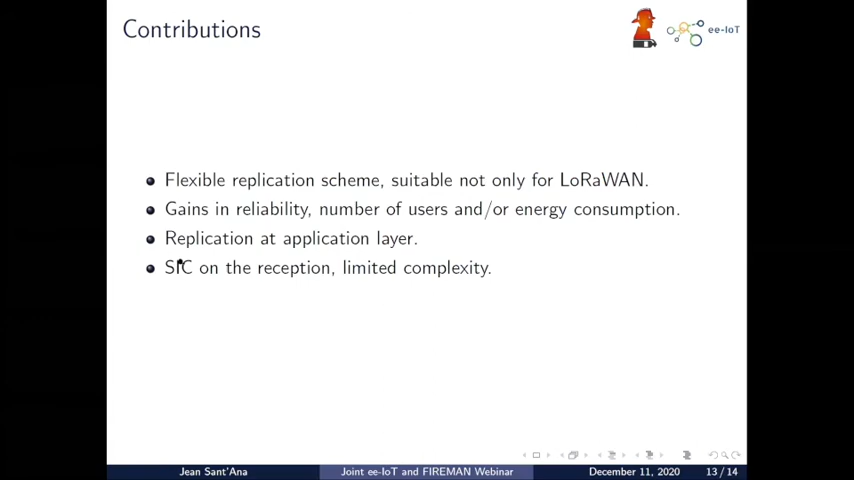 Contributions
ee-IoT
Flexible replication scheme, suitable not only for LoRaWAN.
Gains in reliability, number of users and/or energy consumption.
Replication at application layer.
SIC on the reception, limited complexity.
Jean Sant'Ana
Joint ee-IoT and FIREMAN Webinar
December 11, 2020
13 / 14